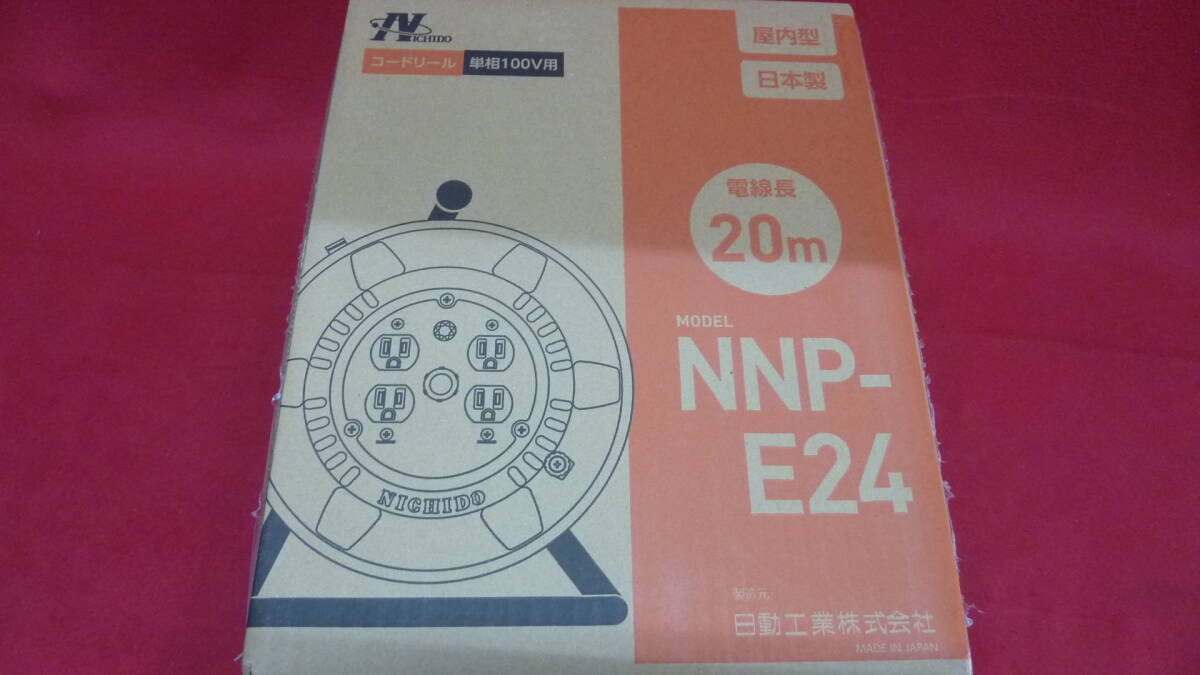 NICHIDO
コードリール 単相100V用
屋内型
日本製
電線長
20m
MODEL
NNP-
E24
NICHIDO
製造元
日動工業株式会社
MADE IN JAPAN